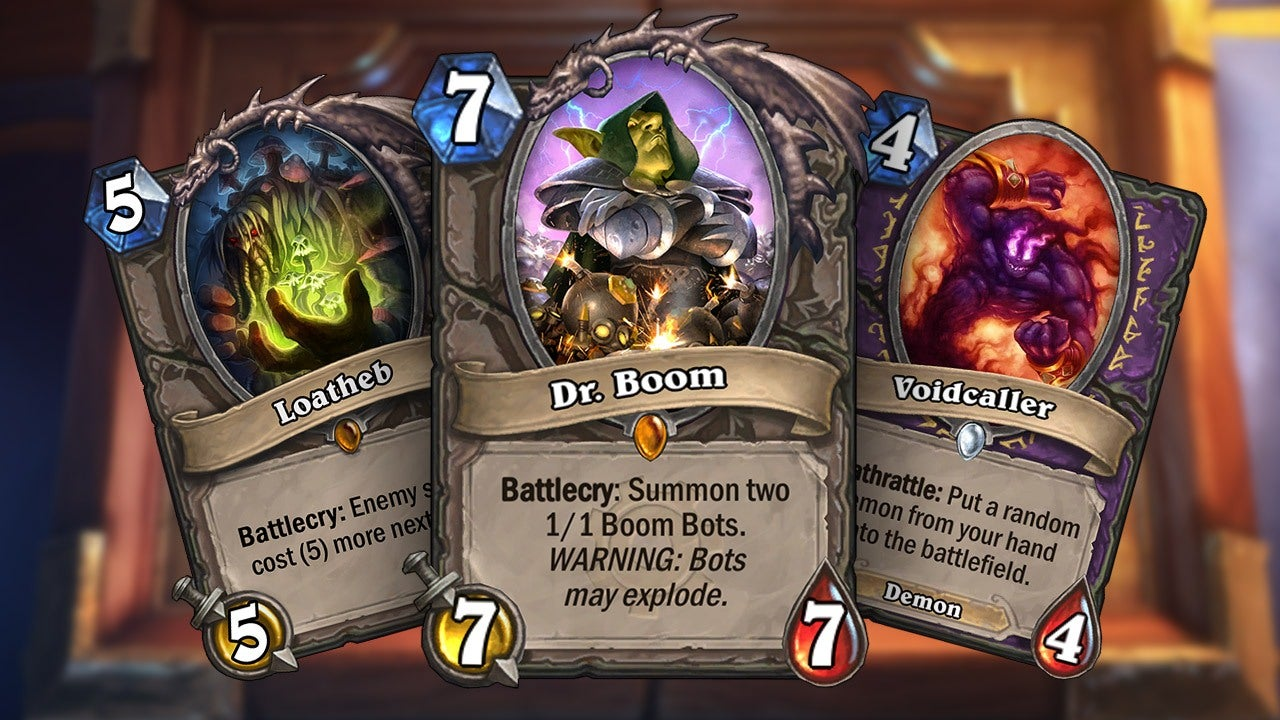 5
Loatheb
Battlecry: Enemy
cost (5) more next
5
7
Dr. Boom
Battlecry: Summon two
1/1 Boom Bots.
WARNING: Bots
may explode.
7
7
4
Voidcaller
athrattle: Put a random
emon from your hand
to the battlefield.
Demon
4